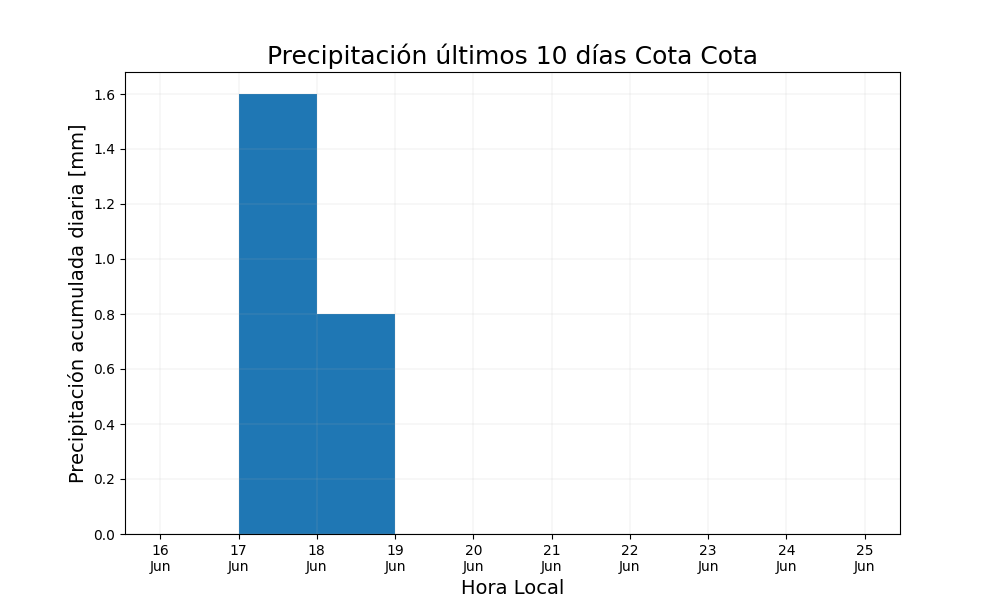 Precipitación últimos 10 días Cota Cota
Precipitación acumulada diaria [mm]
1.6
1.4
1.2
1.0
0.8
0.6
0.4
0.2
0.0
16 17 18 19 20 21 22 23 24 25
Jun Jun Jun Jun Jun Jun Jun Jun Jun Jun
Hora Local